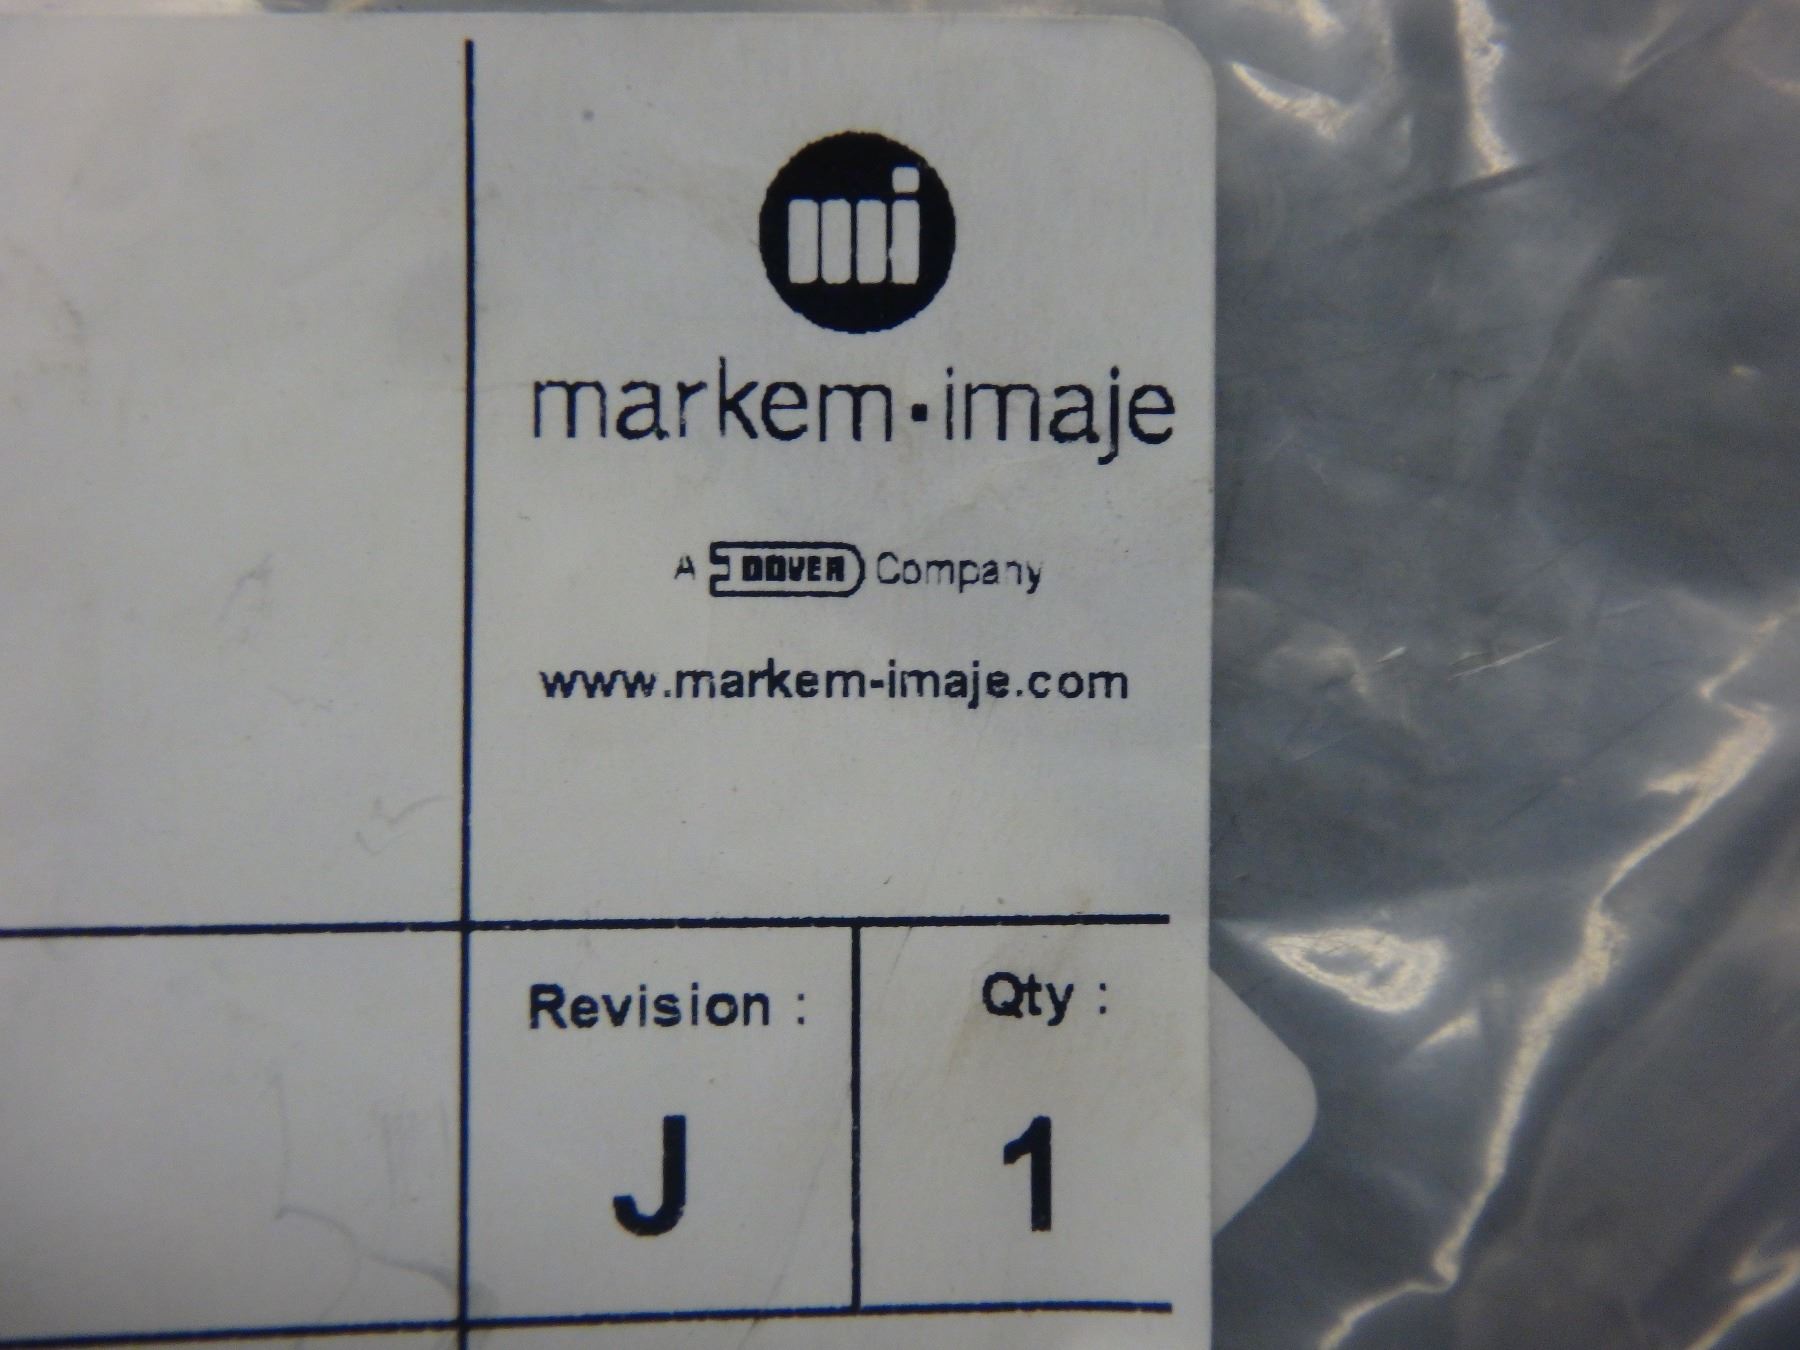 mi
markem·imaje
A DOVER Company
www.markem-imaje.com
Revision :
Qty :
J
1